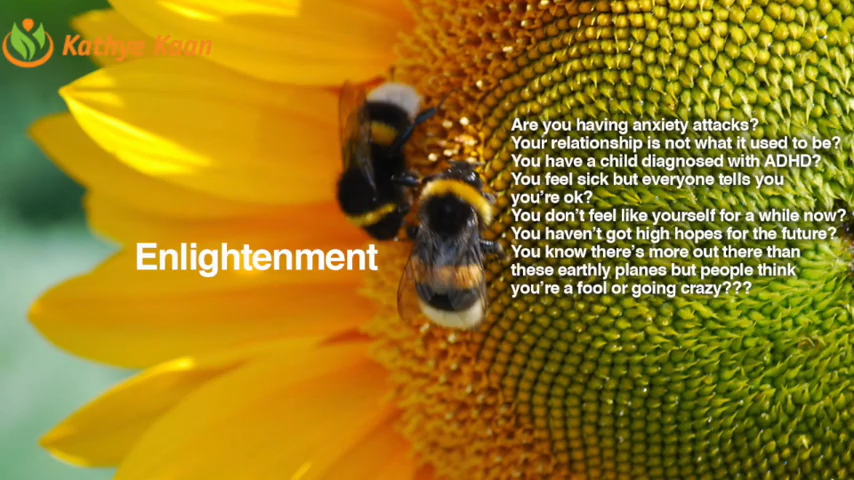 Kathye Kaan
Are you having anxiety attacks?
Your relationship is not what it used to be?
You have a child diagnosed with ADHD?
You feel sick but everyone tells you
you're ok?
You don't feel like yourself for a while now?
You haven't got high hopes for the future?
You know there's more out there than
these earthly planes but people think
you're a fool or going crazy???
Enlightenment